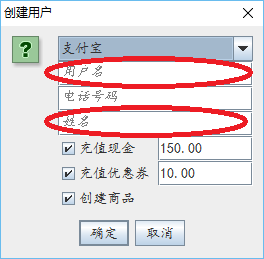 创建用户
支付宝
用户名
电话号码
姓名
充值现金 150.00
充值优惠券 10.00
创建商品
确定 取消